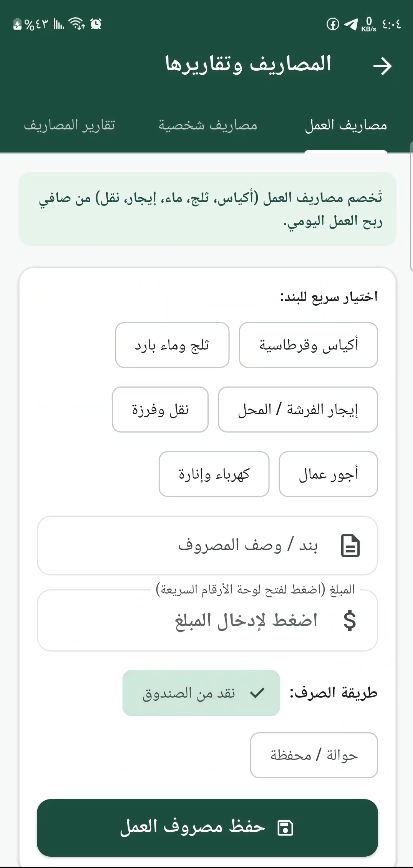 ٤:٠٤ 0 KB/s ٤٣%
المصاريف وتقاريرها
مصاريف العمل مصاريف شخصية تقارير المصاريف
تُخصم مصاريف العمل (أكياس، ثلج، ماء، إيجار، نقل) من صافي
ربح العمل اليومي.
اختيار سريع للبند:
أكياس وقرطاسية ثلج وماء بارد
إيجار الفرشة / المحل نقل وفرزة
أجور عمال كهرباء وإنارة
بند / وصف المصروف
المبلغ (اضغط لفتح لوحة الأرقام السريعة)
اضغط لإدخال المبلغ
طريقة الصرف: نقد من الصندوق
حوالة / محفظة
حفظ مصروف العمل